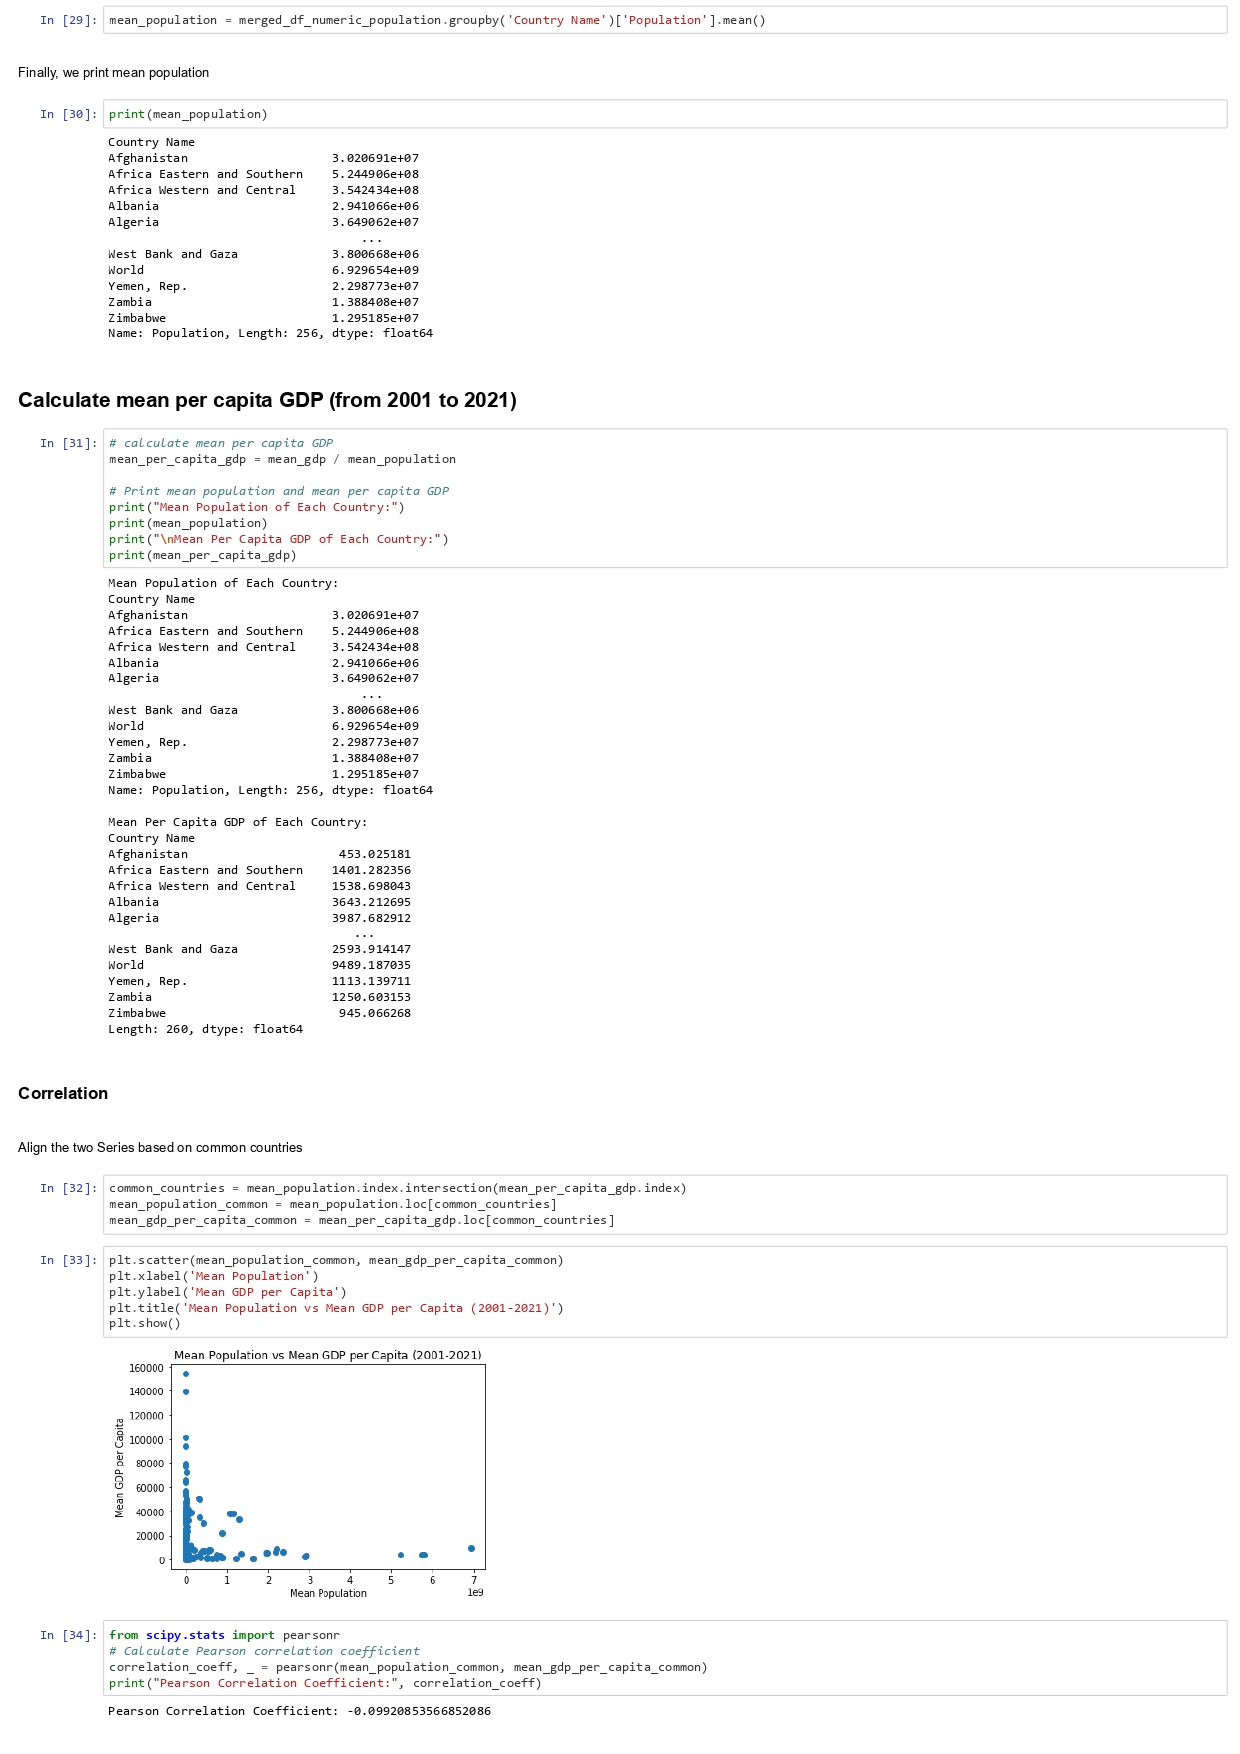 In [29]: mean_population = merged_df_numeric_population.groupby('Country Name')['Population'].mean()
Finally, we print mean population
In [30]: print(mean_population)
Country Name
Afghanistan                    3.020691e+07
Africa Eastern and Southern    5.244906e+08
Africa Western and Central     3.542434e+08
Albania                        2.941066e+06
Algeria                        3.649062e+07
...
West Bank and Gaza             3.800668e+06
World                          6.929654e+09
Yemen, Rep.                    2.298773e+07
Zambia                         1.388408e+07
Zimbabwe                       1.295185e+07
Name: Population, Length: 256, dtype: float64
Calculate mean per capita GDP (from 2001 to 2021)
In [31]: # calculate mean per capita GDP
mean_per_capita_gdp = mean_gdp / mean_population
# Print mean population and mean per capita GDP
print("Mean Population of Each Country:")
print(mean_population)
print("\nMean Per Capita GDP of Each Country:")
print(mean_per_capita_gdp)
Mean Population of Each Country:
Country Name
Afghanistan                    3.020691e+07
Africa Eastern and Southern    5.244906e+08
Africa Western and Central     3.542434e+08
Albania                        2.941066e+06
Algeria                        3.649062e+07
...
West Bank and Gaza             3.800668e+06
World                          6.929654e+09
Yemen, Rep.                    2.298773e+07
Zambia                         1.388408e+07
Zimbabwe                       1.295185e+07
Name: Population, Length: 256, dtype: float64
Mean Per Capita GDP of Each Country:
Country Name
Afghanistan                     453.025181
Africa Eastern and Southern    1401.282356
Africa Western and Central     1538.698043
Albania                        3643.212695
Algeria                        3987.682912
...
West Bank and Gaza             2593.914147
World                          9489.187035
Yemen, Rep.                    1113.139711
Zambia                         1250.603153
Zimbabwe                        945.066268
Length: 260, dtype: float64
Correlation
Align the two Series based on common countries
In [32]: common_countries = mean_population.index.intersection(mean_per_capita_gdp.index)
mean_population_common = mean_population.loc[common_countries]
mean_gdp_per_capita_common = mean_per_capita_gdp.loc[common_countries]
In [33]: plt.scatter(mean_population_common, mean_gdp_per_capita_common)
plt.xlabel('Mean Population')
plt.ylabel('Mean GDP per Capita')
plt.title('Mean Population vs Mean GDP per Capita (2001-2021)')
plt.show()
Mean Population vs Mean GDP per Capita (2001-2021)
160000
140000
120000
100000
80000
60000
40000
20000
0
Mean GDP per Capita
0 1 2 3 4 5 6 7
Mean Population
1e9
In [34]: from scipy.stats import pearsonr
# Calculate Pearson correlation coefficient
correlation_coeff, _ = pearsonr(mean_population_common, mean_gdp_per_capita_common)
print("Pearson Correlation Coefficient:", correlation_coeff)
Pearson Correlation Coefficient: -0.09920853566852086